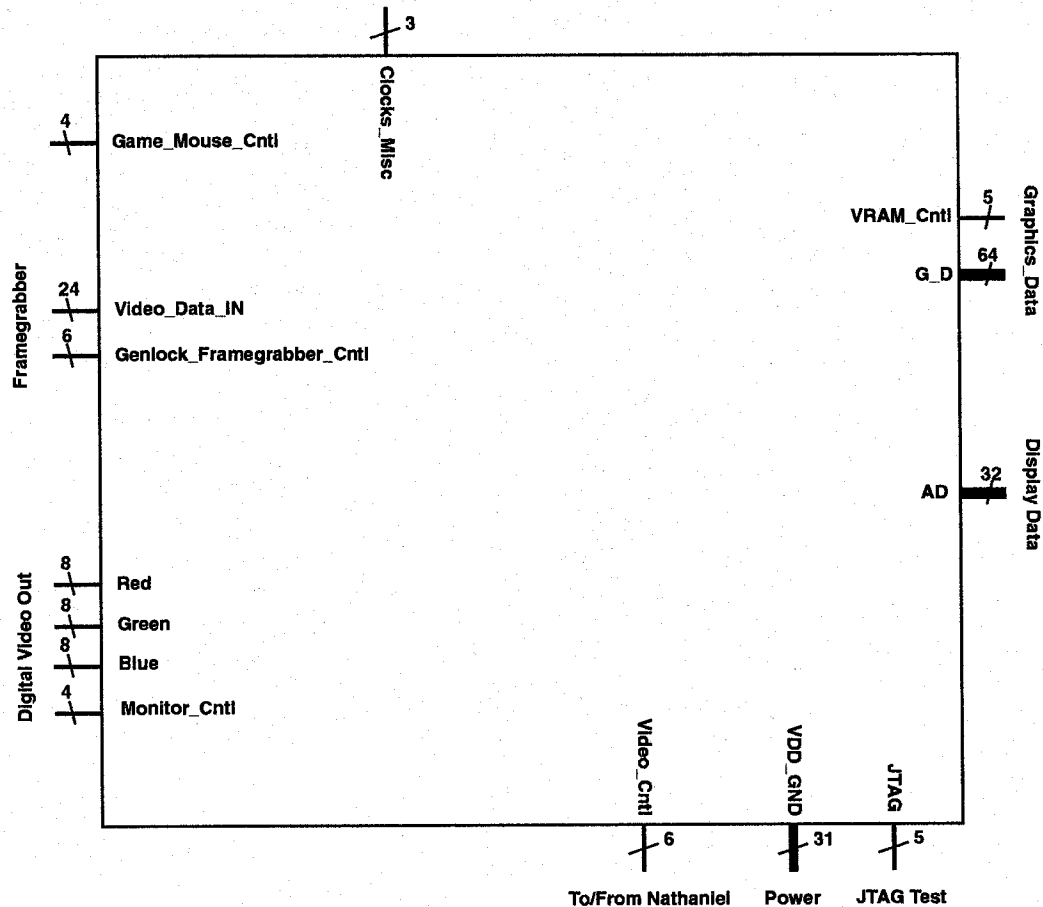 3
Clocks_Misc
4
Game_Mouse_Cntl
Framegrabber
24
Video_Data_IN
6
Genlock_Framegrabber_Cntl
Digital Video Out
8
Red
8
Green
8
Blue
4
Monitor_Cntl
VRAM_Cntl
5
G_D
64
Graphics_Data
AD
32
Display Data
Video_Cntl
6
To/From Nathaniel
VDD_GND
31
Power
JTAG
5
JTAG Test